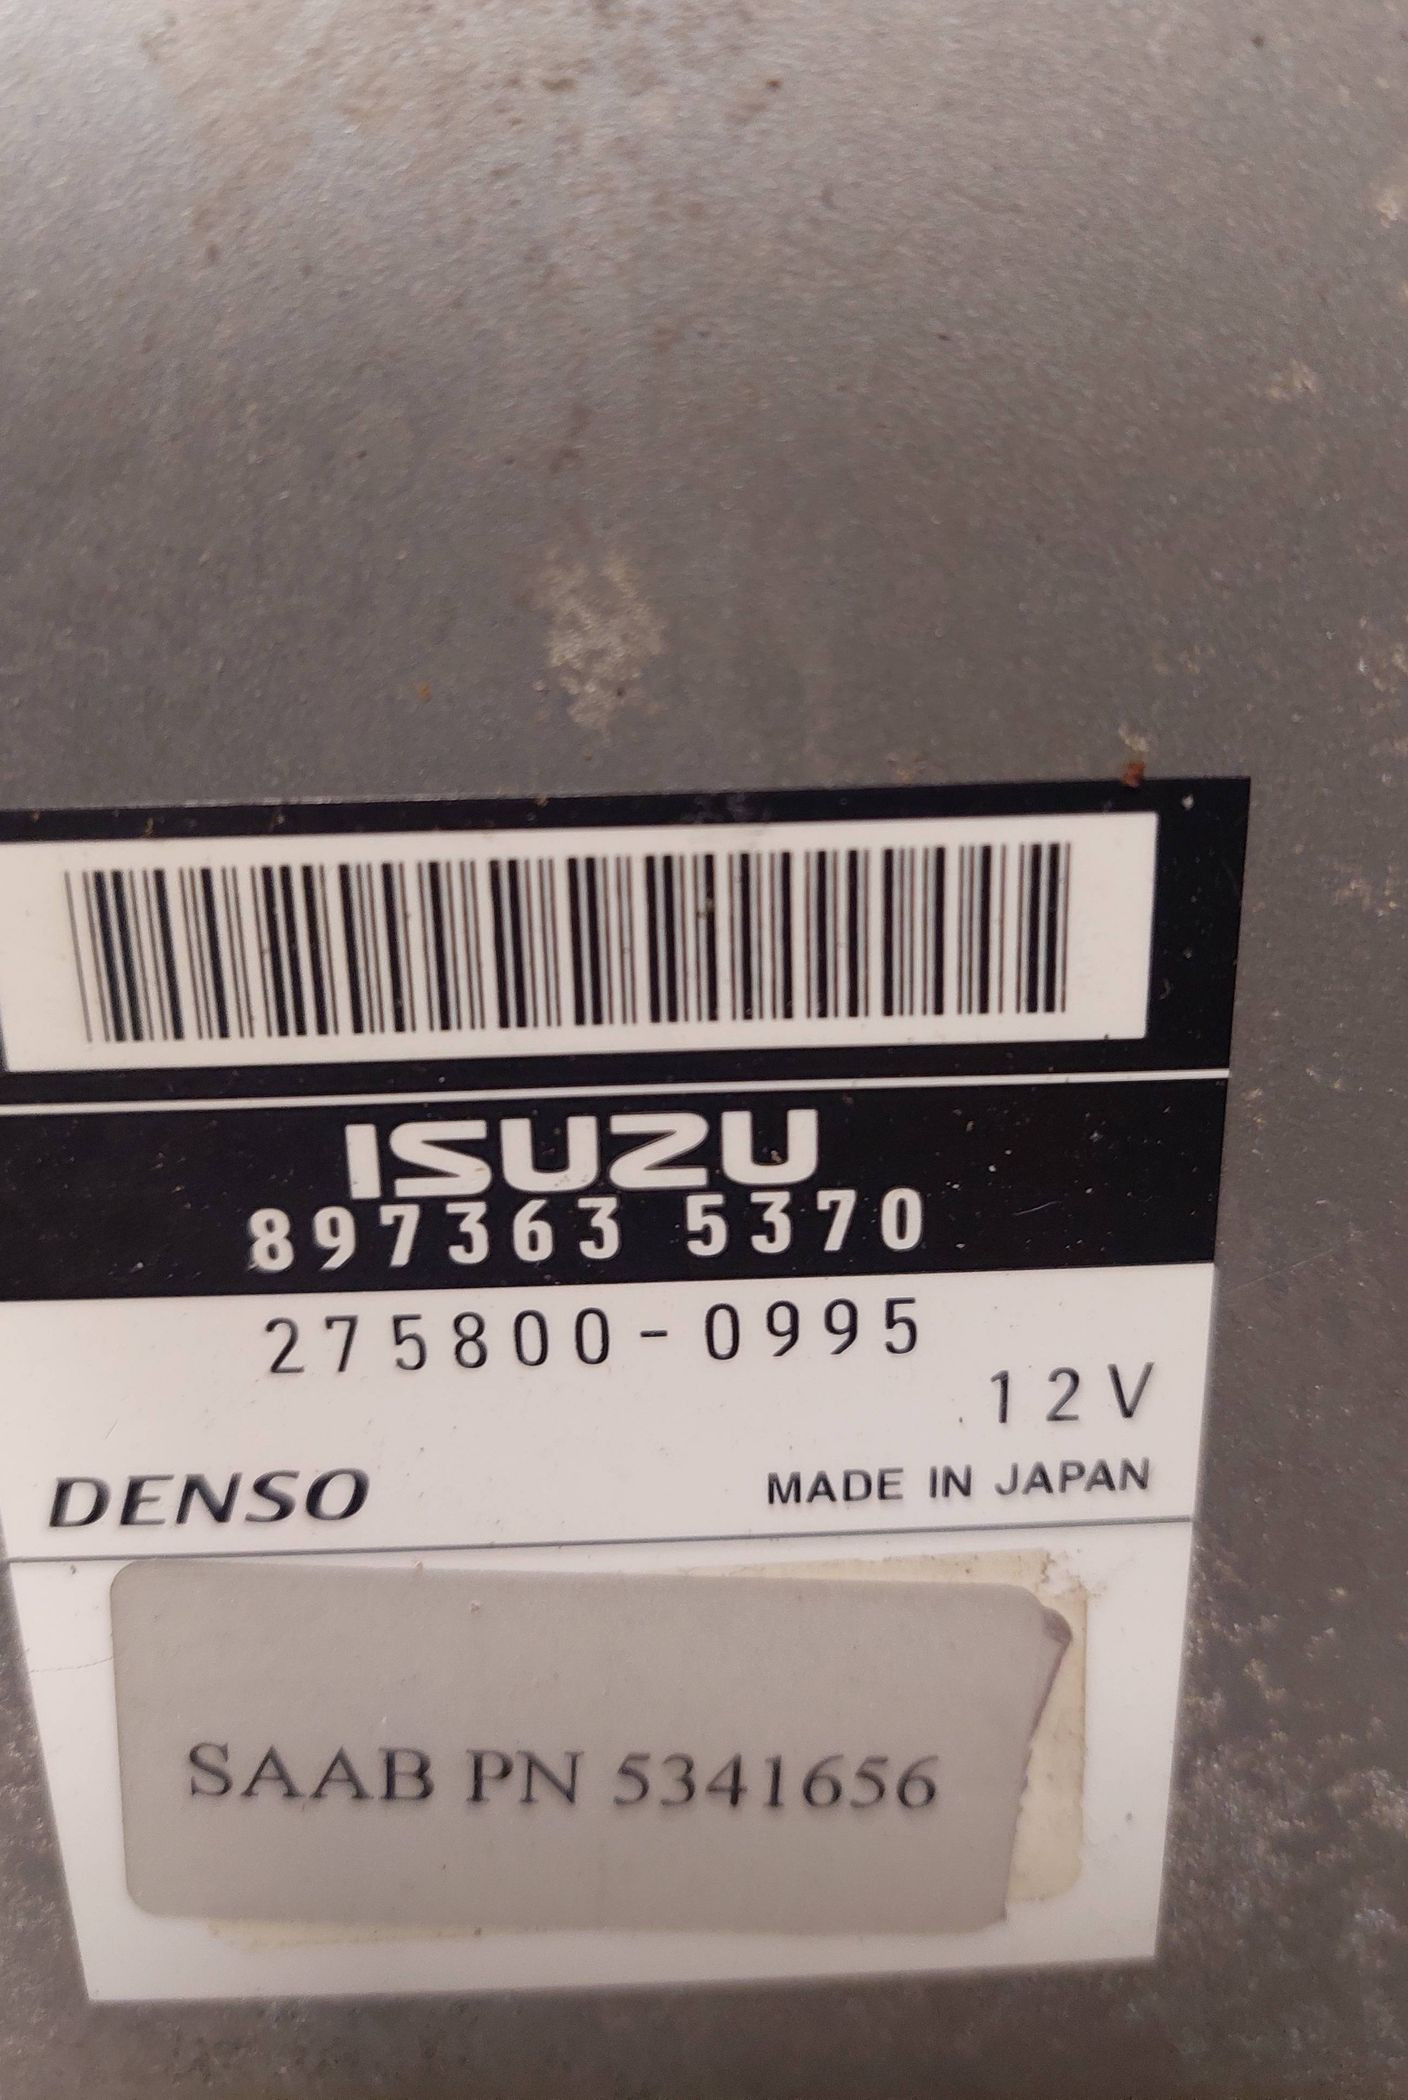 ISUZU
897363 5370
275800-0995
12V
DENSO MADE IN JAPAN
SAAB PN 5341656